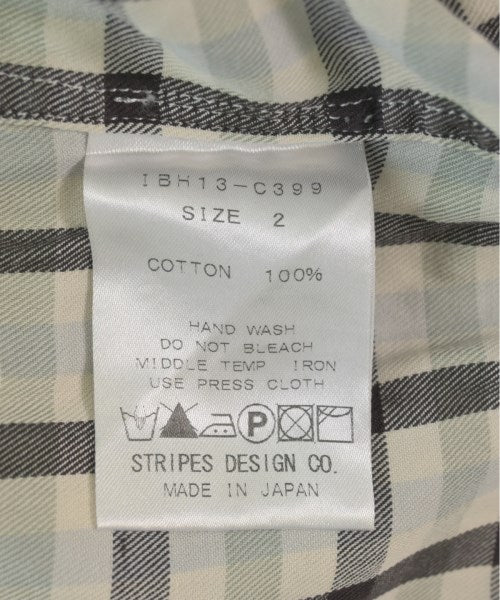 IBH13-C399
SIZE 2
COTTON 100%
HAND WASH
DO NOT BLEACH
MIDDLE TEMP IRON
USE PRESS CLOTH
P
STRIPES DESIGN CO.
MADE IN JAPAN